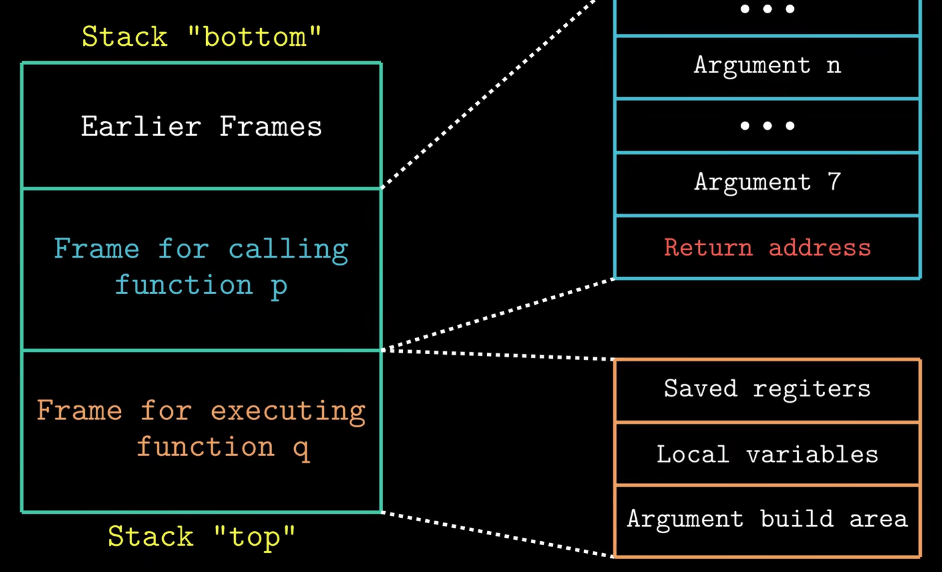 Stack "bottom"
Earlier Frames
Frame for calling
function p
Frame for executing
function q
Stack "top"
...
Argument n
...
Argument 7
Return address
Saved regiters
Local variables
Argument build area